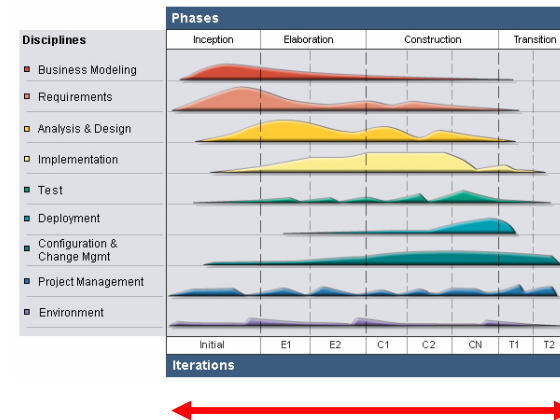 Phases
Disciplines
Inception Elaboration Construction Transition
Business Modeling
Requirements
Analysis & Design
Implementation
Test
Deployment
Configuration &
Change Mgmt
Project Management
Environment
Initial E1 E2 C1 C2 CN T1 T2
Iterations